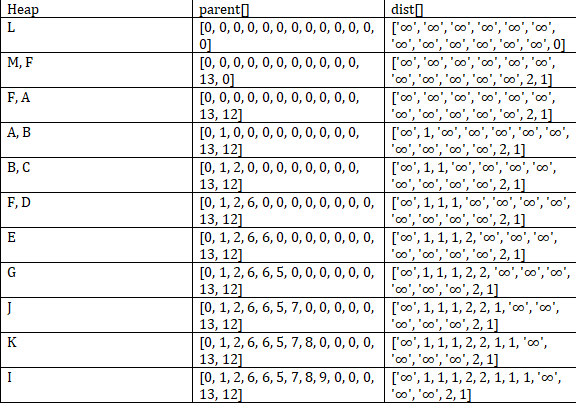 Heap
parent[]
dist[]
L
[0, 0, 0, 0, 0, 0, 0, 0, 0, 0, 0, 0,
0]
['∞', '∞', '∞', '∞', '∞', '∞',
'∞', '∞', '∞', '∞', '∞', '∞', 0]
M, F
[0, 0, 0, 0, 0, 0, 0, 0, 0, 0, 0,
13, 0]
['∞', '∞', '∞', '∞', '∞', '∞',
'∞', '∞', '∞', '∞', '∞', 2, 1]
F, A
[0, 0, 0, 0, 0, 0, 0, 0, 0, 0, 0,
13, 12]
['∞', '∞', '∞', '∞', '∞', '∞',
'∞', '∞', '∞', '∞', '∞', 2, 1]
A, B
[0, 1, 0, 0, 0, 0, 0, 0, 0, 0, 0,
13, 12]
['∞', 1, '∞', '∞', '∞', '∞', '∞',
'∞', '∞', '∞', '∞', 2, 1]
B, C
[0, 1, 2, 0, 0, 0, 0, 0, 0, 0, 0,
13, 12]
['∞', 1, 1, '∞', '∞', '∞', '∞',
'∞', '∞', '∞', '∞', 2, 1]
F, D
[0, 1, 2, 6, 0, 0, 0, 0, 0, 0, 0, 0,
13, 12]
['∞', 1, 1, 1, '∞', '∞', '∞', '∞',
'∞', '∞', '∞', '∞', 2, 1]
E
[0, 1, 2, 6, 6, 0, 0, 0, 0, 0, 0, 0,
13, 12]
['∞', 1, 1, 1, 2, '∞', '∞', '∞',
'∞', '∞', '∞', '∞', 2, 1]
G
[0, 1, 2, 6, 6, 5, 0, 0, 0, 0, 0, 0,
13, 12]
['∞', 1, 1, 1, 2, 2, '∞', '∞', '∞',
'∞', '∞', '∞', 2, 1]
J
[0, 1, 2, 6, 6, 5, 7, 0, 0, 0, 0, 0,
13, 12]
['∞', 1, 1, 1, 2, 2, 1, '∞', '∞',
'∞', '∞', '∞', 2, 1]
K
[0, 1, 2, 6, 6, 5, 7, 8, 0, 0, 0, 0,
13, 12]
['∞', 1, 1, 1, 2, 2, 1, 1, '∞',
'∞', '∞', '∞', 2, 1]
I
[0, 1, 2, 6, 6, 5, 7, 8, 9, 0, 0, 0,
13, 12]
['∞', 1, 1, 1, 2, 2, 1, 1, 1, '∞',
'∞', '∞', 2, 1]